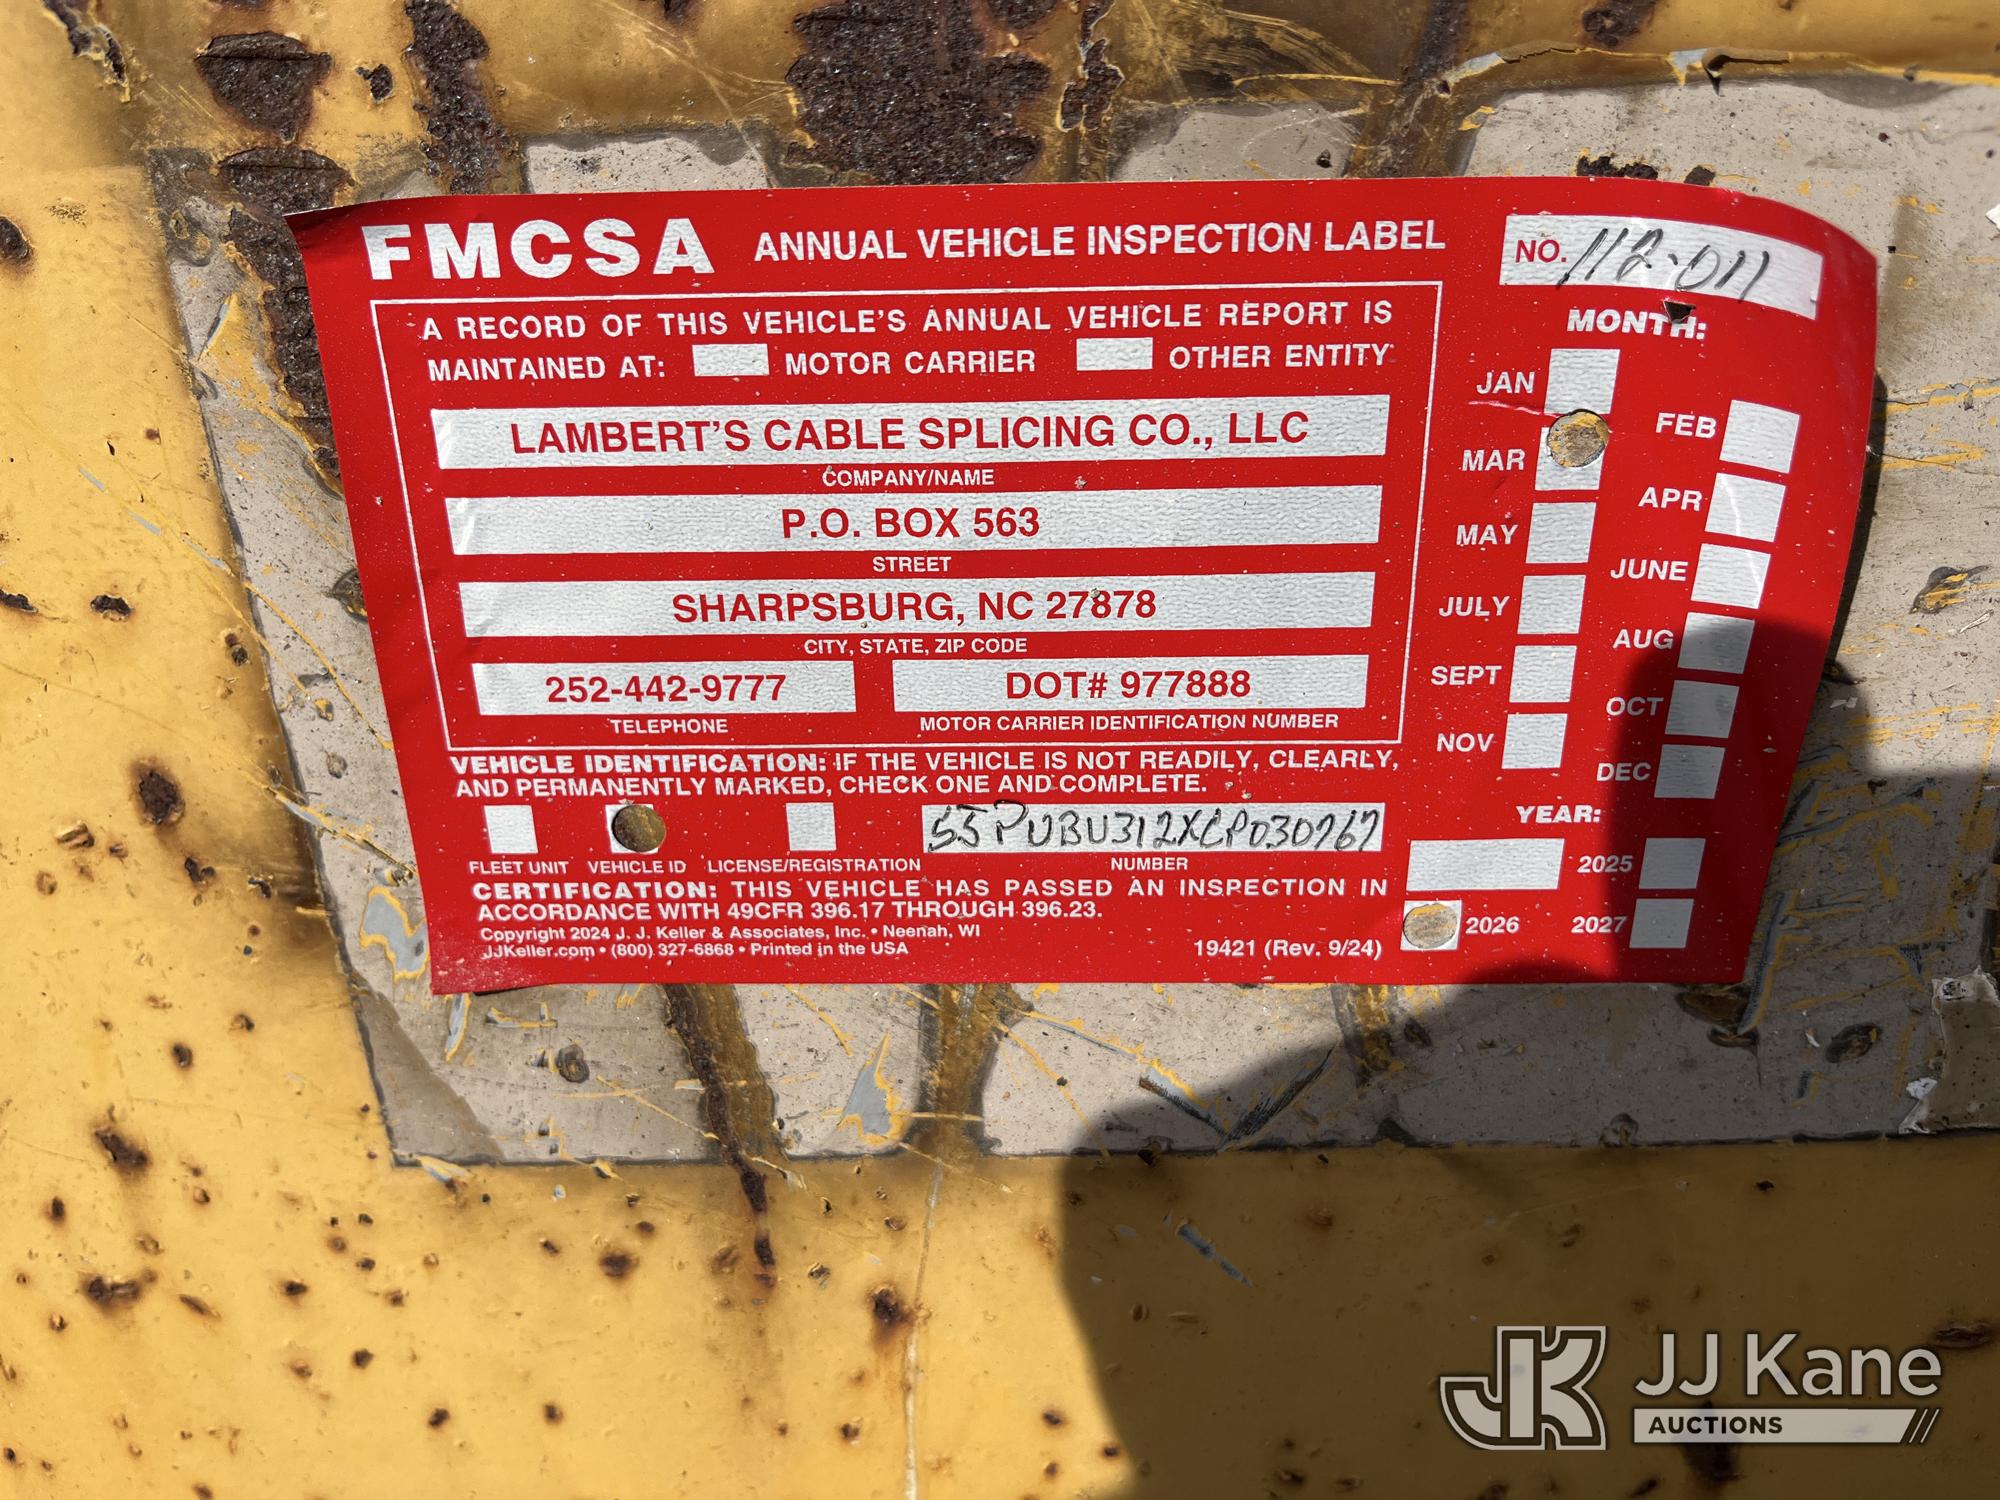 FMCSA ANNUAL VEHICLE INSPECTION LABEL
NO. 112-011
A RECORD OF THIS VEHICLE'S ANNUAL VEHICLE REPORT IS
MAINTAINED AT: MOTOR CARRIER OTHER ENTITY
LAMBERT'S CABLE SPLICING CO., LLC
COMPANY/NAME
P.O. BOX 563
STREET
SHARPSBURG, NC 27878
CITY, STATE, ZIP CODE
252-442-9777 DOT# 977888
TELEPHONE MOTOR CARRIER IDENTIFICATION NUMBER
VEHICLE IDENTIFICATION: IF THE VEHICLE IS NOT READILY, CLEARLY,
AND PERMANENTLY MARKED, CHECK ONE AND COMPLETE.
55PUBU312XCP030767
FLEET UNIT VEHICLE ID LICENSE/REGISTRATION NUMBER
CERTIFICATION: THIS VEHICLE HAS PASSED AN INSPECTION IN
ACCORDANCE WITH 49CFR 396.17 THROUGH 396.23.
Copyright 2024 J. J. Keller & Associates, Inc. • Neenah, WI
JJKeller.com • (800) 327-6868 • Printed in the USA
19421 (Rev. 9/24)
MONTH:
JAN
FEB
MAR
APR
MAY
JUNE
JULY
AUG
SEPT
OCT
NOV
DEC
YEAR:
2025
2026 2027
JK JJ Kane
AUCTIONS